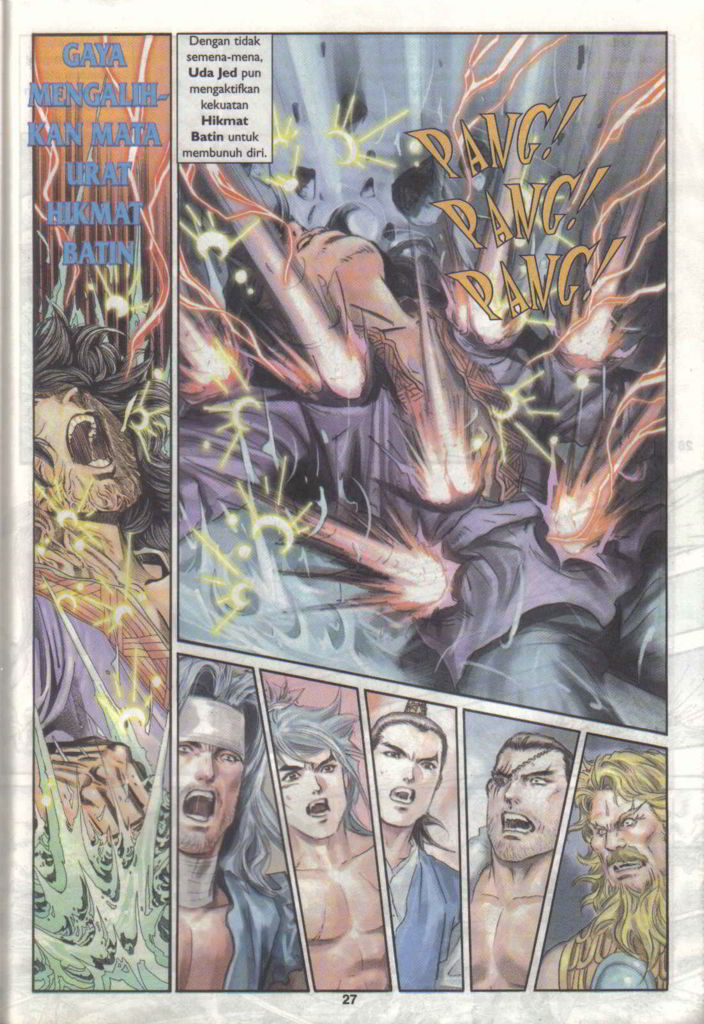 GAYA
MENGALIH-
KAN MATA
URAT
HIKMAT
BATIN
Dengan tidak
semena-mena,
Uda Jed pun
mengaktifkan
kekuatan
Hikmat
Batin untuk
membunuh diri.
PANG!
PANG!
PANG!
27